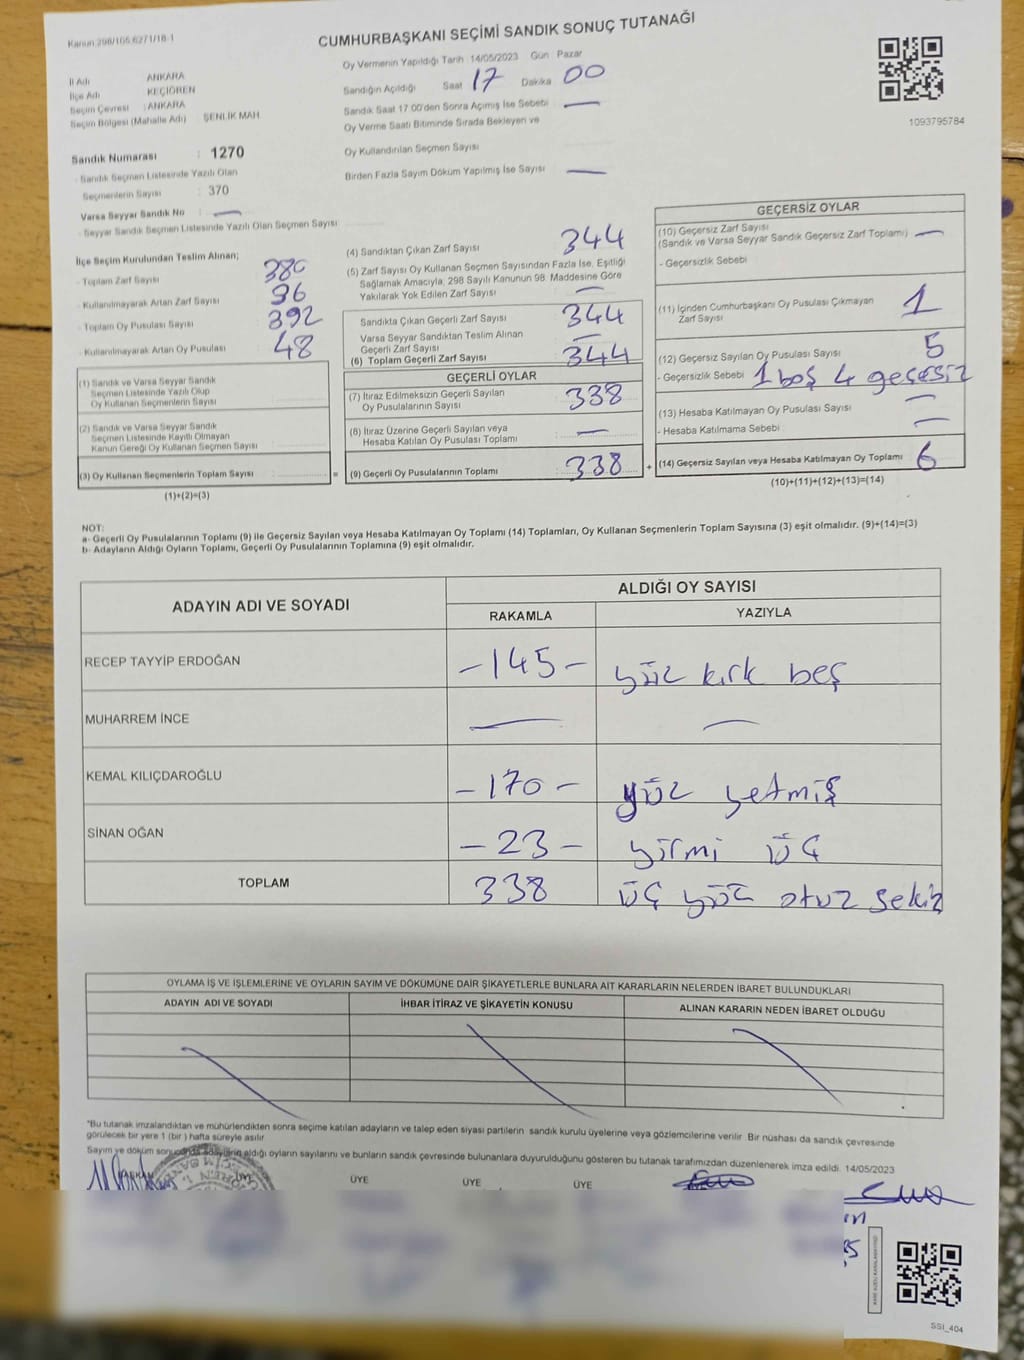 Kanun:298/105:6271/18-1
CUMHURBAŞKANI SEÇİMİ SANDIK SONUÇ TUTANAĞI
Oy Vermenin Yapıldığı Tarih :14/05/2023 Gün : Pazar
İl Adı : ANKARA
İlçe Adı : KEÇİÖREN
Seçim Çevresi : ANKARA
Seçim Bölgesi (Mahalle Adı) : ŞENLİK MAH.
Sandığın Açıldığı Saat 17 Dakika 00
Sandık Saat 17.00'den Sonra Açılmış İse Sebebi —
Oy Verme Saati Bitiminde Sırada Bekleyen ve
Oy Kullandırılan Seçmen Sayısı
Birden Fazla Sayım Döküm Yapılmış İse Sayısı —
1093795784
Sandık Numarası : 1270
- Sandık Seçmen Listesinde Yazılı Olan
Seçmenlerin Sayısı : 370
Varsa Seyyar Sandık No : —
- Seyyar Sandık Seçmen Listesinde Yazılı Olan Seçmen Sayısı:
İlçe Seçim Kurulundan Teslim Alınan;
- Toplam Zarf Sayısı : 380
- Kullanılmayarak Artan Zarf Sayısı : 36
- Toplam Oy Pusulası Sayısı : 392
- Kullanılmayarak Artan Oy Pusulası : 48
(1) Sandık ve Varsa Seyyar Sandık
Seçmen Listesinde Yazılı Olup
Oy Kullanan Seçmenlerin Sayısı :
(2) Sandık ve Varsa Seyyar Sandık
Seçmen Listesinde Kayıtlı Olmayan
Kanun Gereği Oy Kullanan Seçmen Sayısı :
(3) Oy Kullanan Seçmenlerin Toplam Sayısı :
(1)+(2)=(3)
(4) Sandıktan Çıkan Zarf Sayısı 344
(5) Zarf Sayısı Oy Kullanan Seçmen Sayısından Fazla İse, Eşitliği
Sağlamak Amacıyla, 298 Sayılı Kanunun 98. Maddesine Göre
Yakılarak Yok Edilen Zarf Sayısı —
Sandıkta Çıkan Geçerli Zarf Sayısı 344
Varsa Seyyar Sandıktan Teslim Alınan
Geçerli Zarf Sayısı —
(6) Toplam Geçerli Zarf Sayısı 344
GEÇERLİ OYLAR
(7) İtiraz Edilmeksizin Geçerli Sayılan
Oy Pusulalarının Sayısı : 338
(8) İtiraz Üzerine Geçerli Sayılan veya
Hesaba Katılan Oy Pusulası Toplamı : —
= (9) Geçerli Oy Pusulalarının Toplamı : 338 +
GEÇERSİZ OYLAR
(10) Geçersiz Zarf Sayısı
(Sandık ve Varsa Seyyar Sandık Geçersiz Zarf Toplamı) —
- Geçersizlik Sebebi
(11) İçinden Cumhurbaşkanı Oy Pusulası Çıkmayan
Zarf Sayısı 1
(12) Geçersiz Sayılan Oy Pusulası Sayısı 5
- Geçersizlik Sebebi 1 boş 4 geçesiz
(13) Hesaba Katılmayan Oy Pusulası Sayısı —
- Hesaba Katılmama Sebebi —
(14) Geçersiz Sayılan veya Hesaba Katılmayan Oy Toplamı 6
(10)+(11)+(12)+(13)=(14)
NOT:
a- Geçerli Oy Pusulalarının Toplamı (9) ile Geçersiz Sayılan veya Hesaba Katılmayan Oy Toplamı (14) Toplamları, Oy Kullanan Seçmenlerin Toplam Sayısına (3) eşit olmalıdır. (9)+(14)=(3)
b- Adayların Aldığı Oyların Toplamı, Geçerli Oy Pusulalarının Toplamına (9) eşit olmalıdır.
ADAYIN ADI VE SOYADI ALDIĞI OY SAYISI
RAKAMLA YAZIYLA
RECEP TAYYİP ERDOĞAN -145- yüz kırk beş
MUHARREM İNCE — —
KEMAL KILIÇDAROĞLU -170- yüz yetmiş
SİNAN OĞAN -23- yirmi üç
TOPLAM 338 üç yüz otuz sekiz
OYLAMA İŞ VE İŞLEMLERİNE VE OYLARIN SAYIM VE DÖKÜMÜNE DAİR ŞİKAYETLERLE BUNLARA AİT KARARLARIN NELERDEN İBARET BULUNDUKLARI
ADAYIN ADI VE SOYADI İHBAR İTİRAZ VE ŞİKAYETİN KONUSU ALINAN KARARIN NEDEN İBARET OLDUĞU
"Bu tutanak imzalandıktan ve mühürlendikten sonra seçime katılan adayların ve talep eden siyasi partilerin sandık kurulu üyelerine veya gözlemcilerine verilir. Bir nüshası da sandık çevresinde
görülecek bir yere 1 (bir) hafta süreyle asılır.
Sayım ve döküm sonucunda adayların aldığı oyların sayılarını ve bunların sandık çevresinde bulunanlara duyurulduğunu gösteren bu tutanak tarafımızdan düzenlenerek imza edildi. 14/05/2023
BAŞKAN ÜYE ÜYE ÜYE
SSİ_404